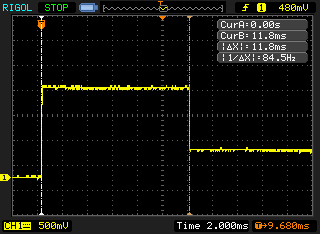 RIGOL STOP 1 480mV
CurA:0.00s
CurB:11.8ms
|ΔX|:11.8ms
|1/ΔX|:84.5Hz
T
1
CH1 500mV Time 2.000ms T→9.680ms